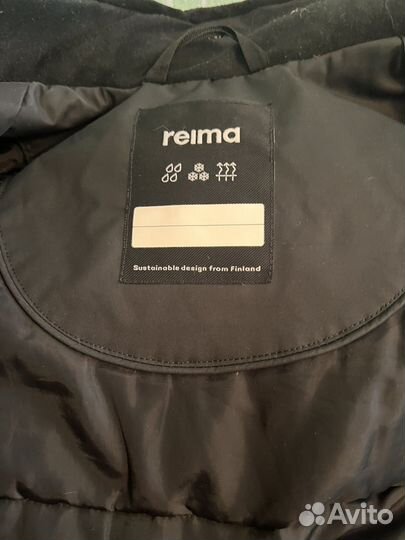 reima
Sustainable design from Finland
Avito